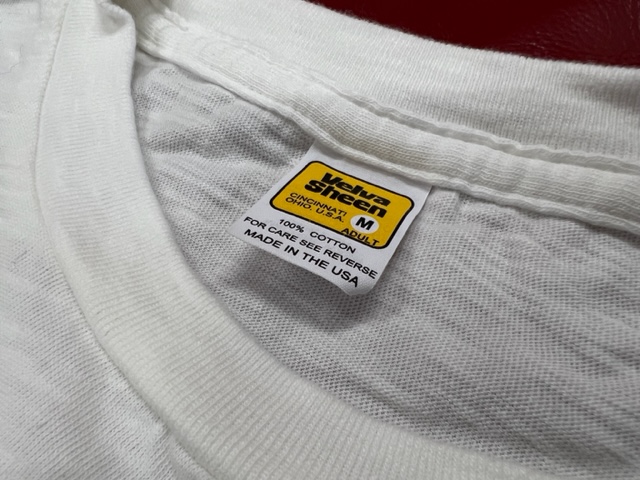 Velva
Sheen
CINCINNATI
OHIO, U.S.A.
M
ADULT
100% COTTON
FOR CARE SEE REVERSE
MADE IN THE USA